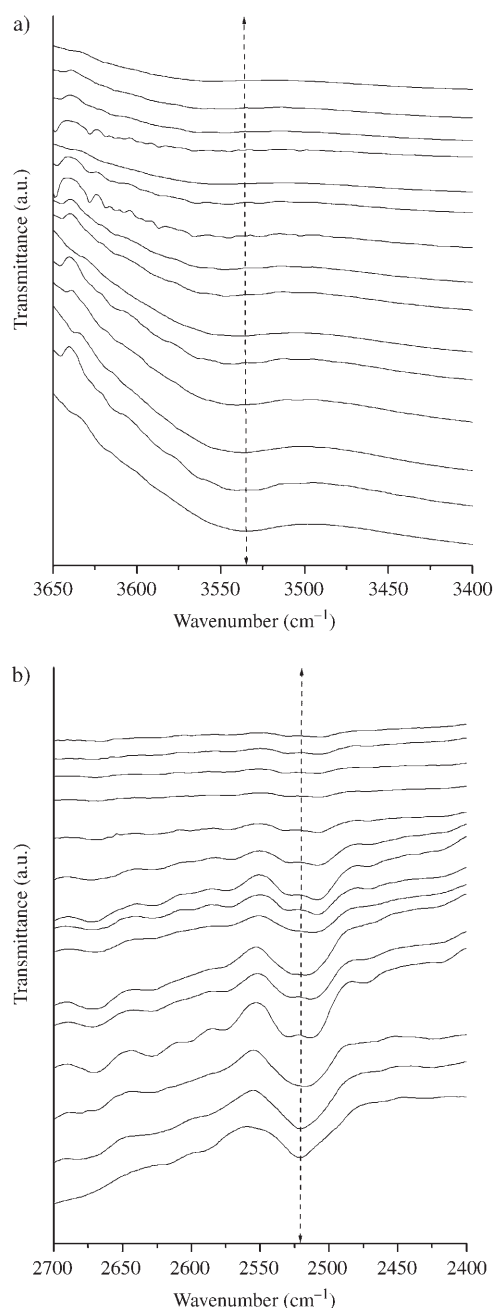 a)
Transmittance (a.u.)
3650 3600 3550 3500 3450 3400
Wavenumber (cm⁻¹)
b)
Transmittance (a.u.)
2700 2650 2600 2550 2500 2450 2400
Wavenumber (cm⁻¹)